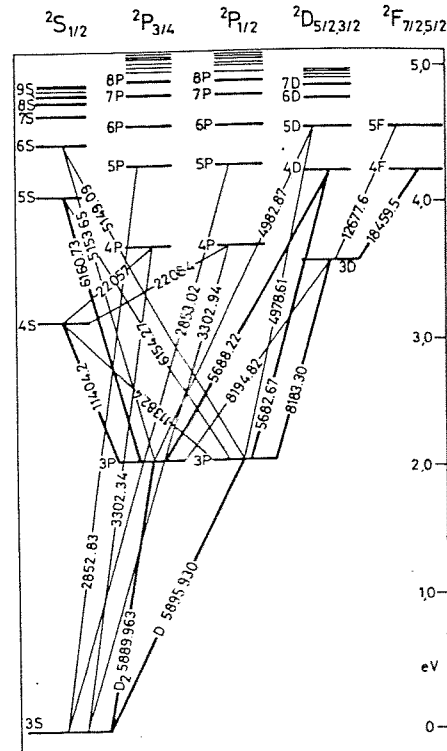 ²S₁/₂ ²P₃/₄ ²P₁/₂ ²D₅/₂,₃/₂ ²F₇/₂,₅/₂
5,0
9S 8P 8P 7D
8S 7P 7P 6D
7S
6P 6P 5D 5F
6S
5P 5P 4D 4F
5S
4,0
5149.09
5153.65
6160.73
4982.87
12677.6
18459.5
4P 4P
22057
3D
2853.02
3302.94
4978.61
4S
3,0
6154.27
5688.22
8194.82
5682.67
8183.30
11404.2
11382.4
3P 3P
2,0
2852.83
3302.34
D₂ 5889.963
D 5895.930
1,0
eV
3S
0